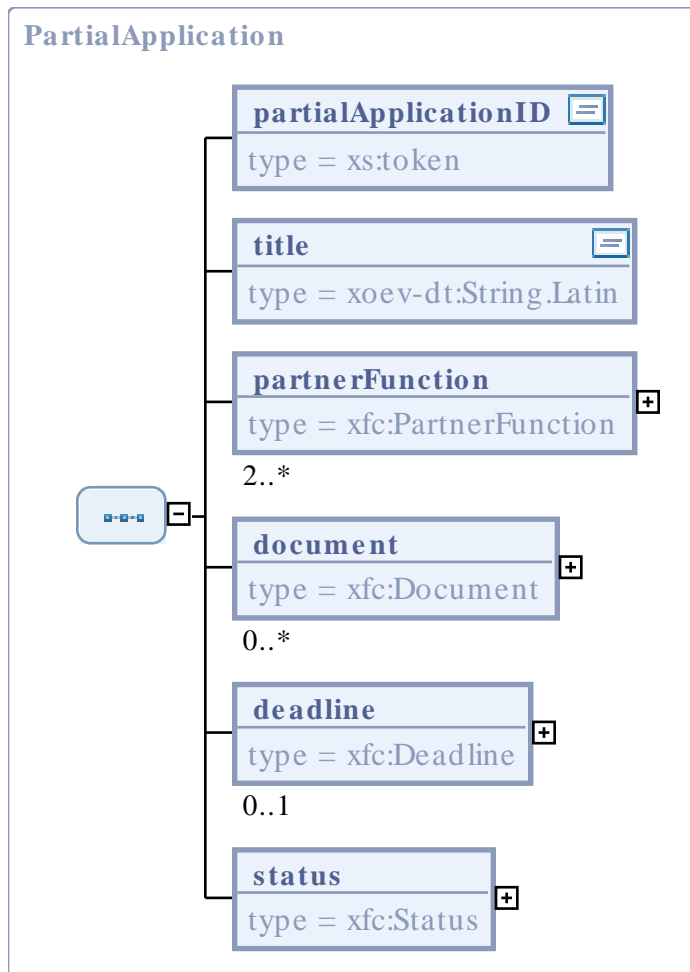 PartialApplication
partialApplicationID
type = xs:token
title
type = xoev-dt:String.Latin
partnerFunction
type = xfc:PartnerFunction
2..*
document
type = xfc:Document
0..*
deadline
type = xfc:Deadline
0..1
status
type = xfc:Status